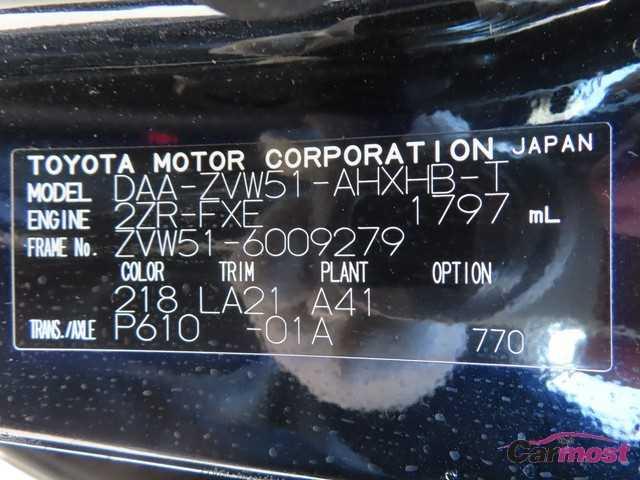 TOYOTA MOTOR CORPORATION JAPAN
MODEL DAA-ZVW51-AHXHB-T
ENGINE 2ZR-FXE 1797 mL
FRAME No. ZVW51-6009279
COLOR TRIM PLANT OPTION
218 LA21 A41
TRANS./AXLE P610 -01A 770
Carmost